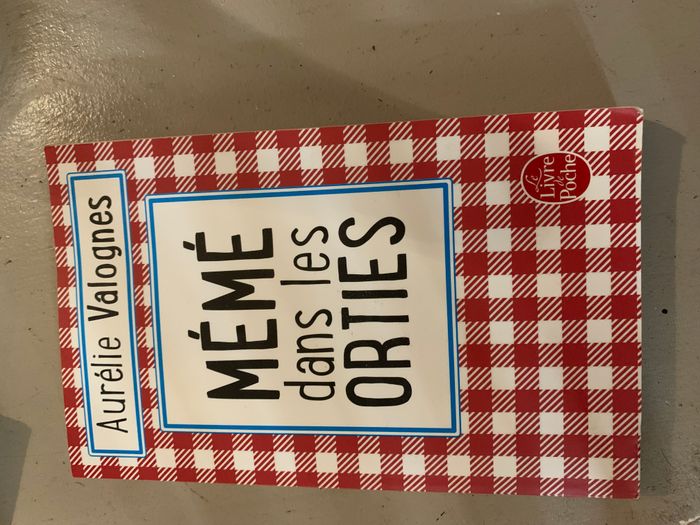 Aurélie Valognes
MÉMÉ
dans les
ORTIES
Le
Livre
de
Poche